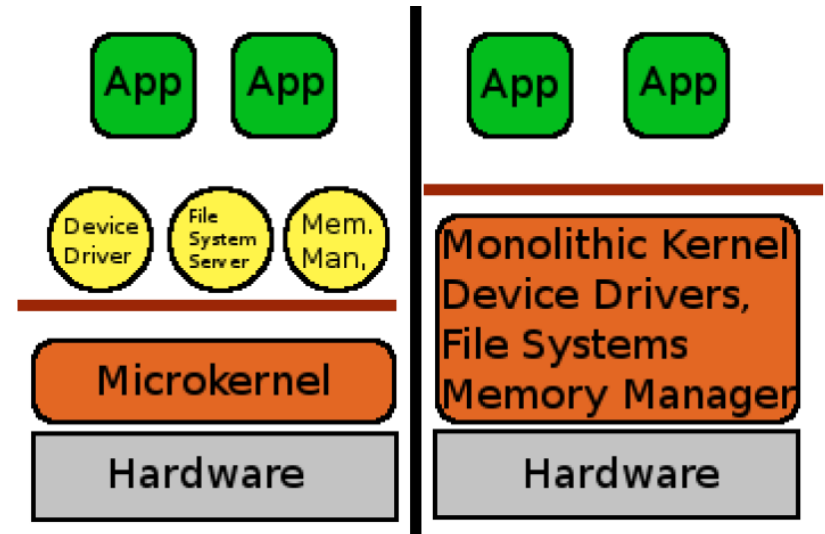 App
App
Device
Driver
File
System
Server
Mem.
Man,
Microkernel
Hardware
App
App
Monolithic Kernel
Device Drivers,
File Systems
Memory Manager
Hardware